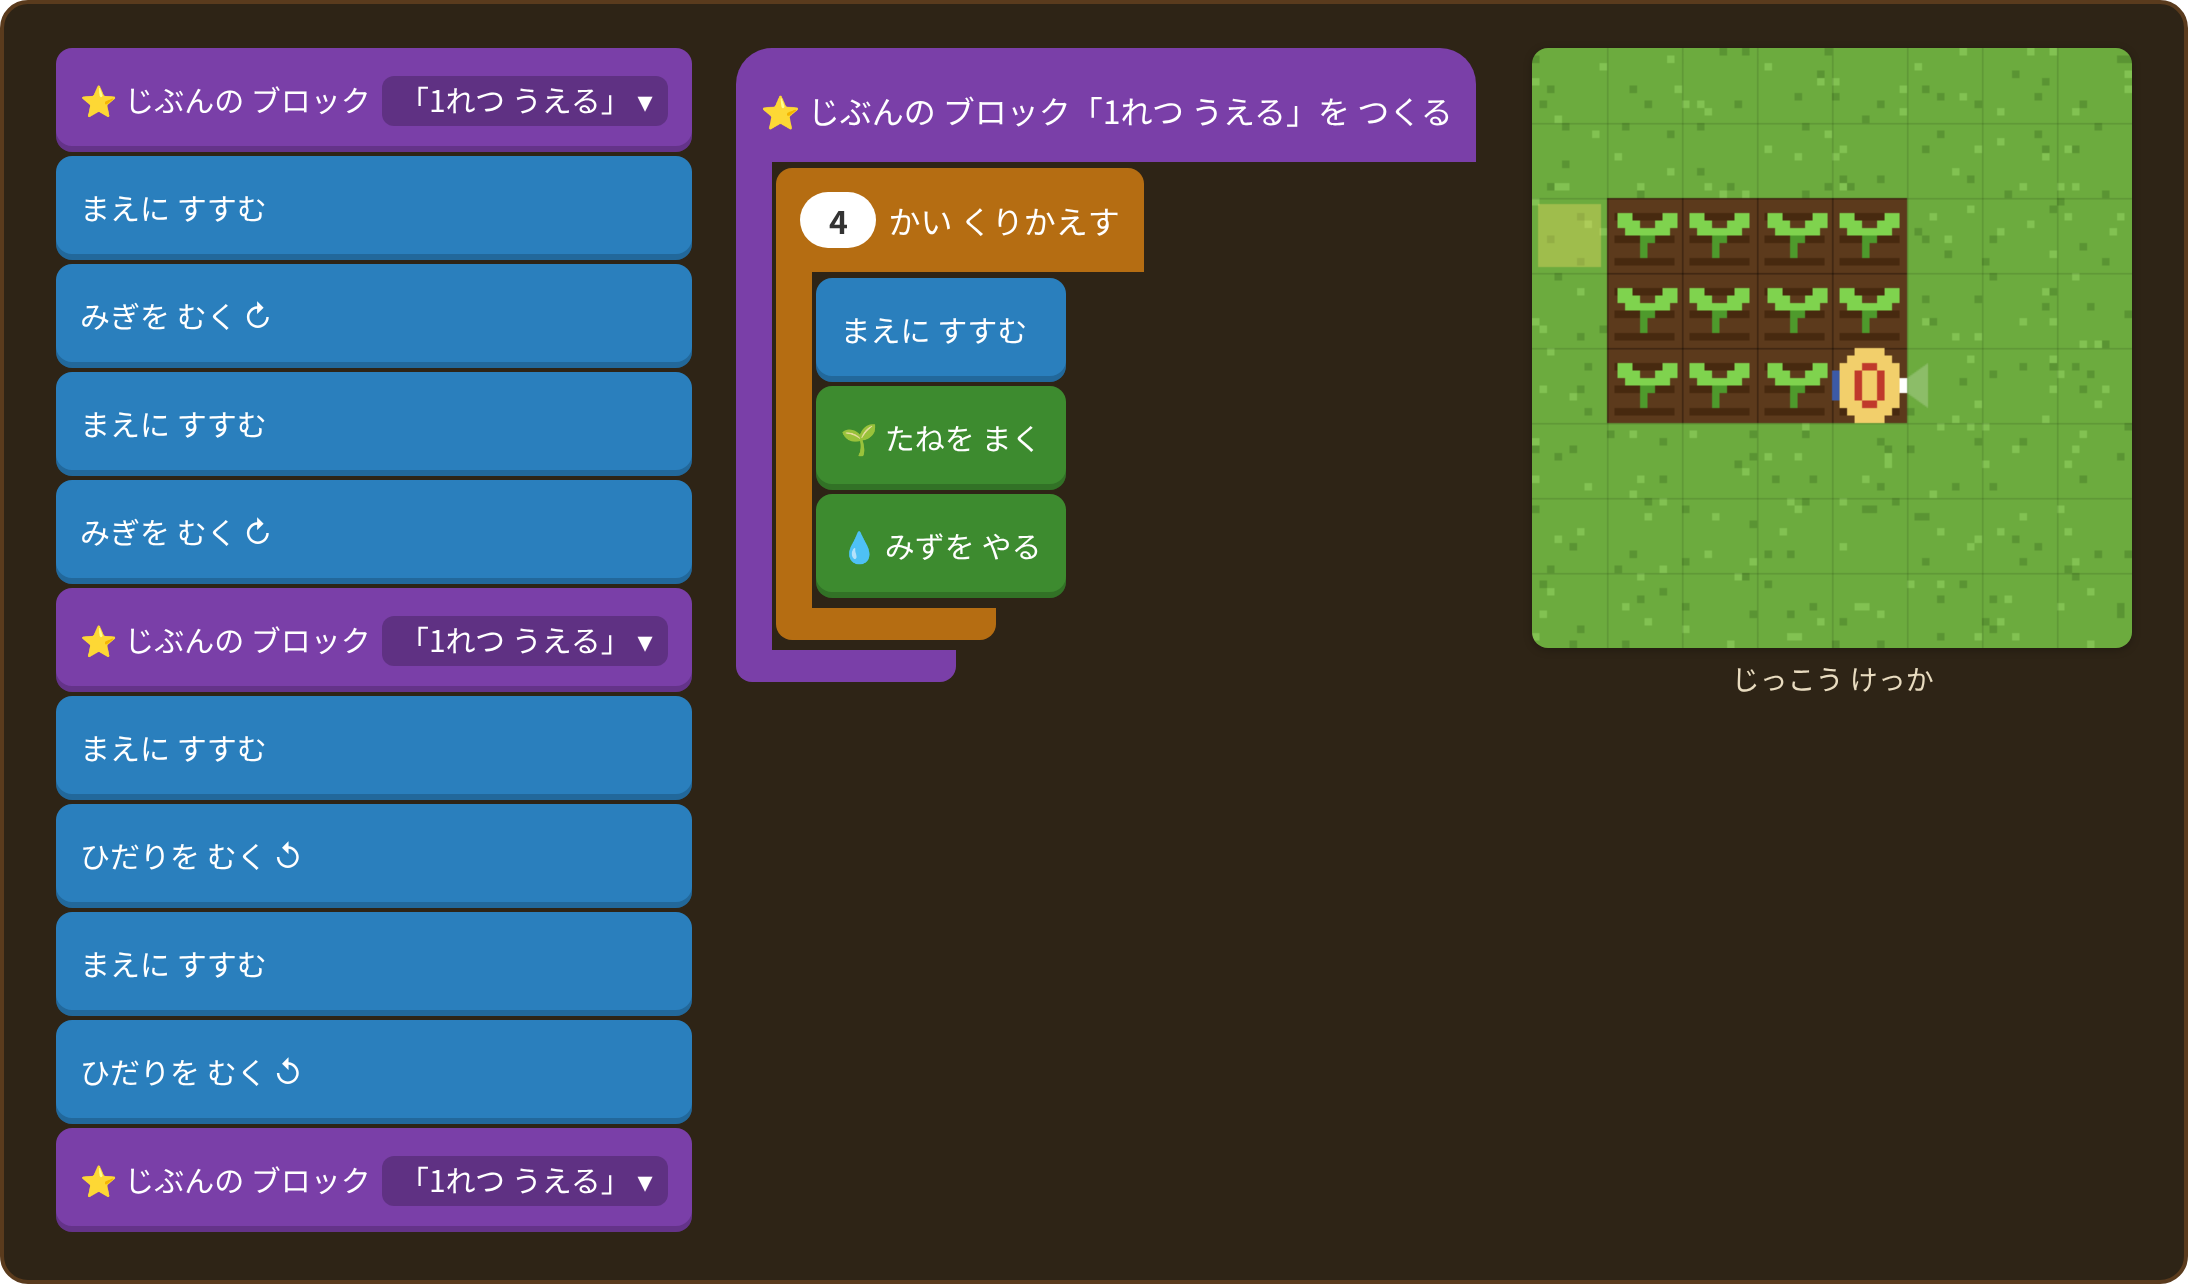 ⭐ じぶんの ブロック 「1れつ うえる」 ▼
まえに すすむ
みぎを むく ↻
まえに すすむ
みぎを むく ↻
⭐ じぶんの ブロック 「1れつ うえる」 ▼
まえに すすむ
ひだりを むく ↺
まえに すすむ
ひだりを むく ↺
⭐ じぶんの ブロック 「1れつ うえる」 ▼
⭐ じぶんの ブロック「1れつ うえる」を つくる
4 かい くりかえす
まえに すすむ
🌱 たねを まく
💧 みずを やる
じっこう けっか